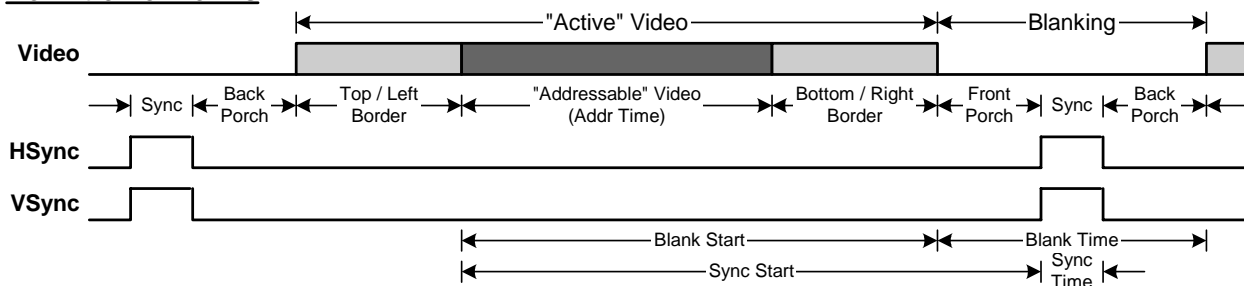 "Active" Video
Blanking
Video
Sync
Back
Porch
Top / Left
Border
"Addressable" Video
(Addr Time)
Bottom / Right
Border
Front
Porch
Sync
Back
Porch
HSync
VSync
Blank Start
Blank Time
Sync Start
Sync
Time